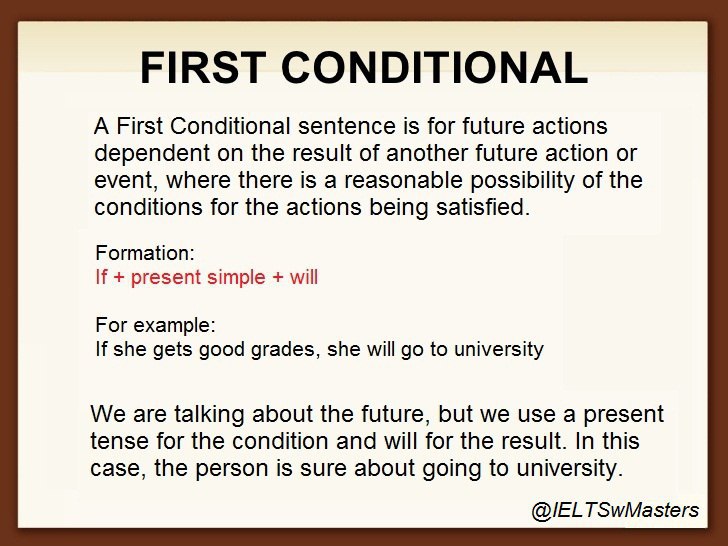 FIRST CONDITIONAL
A First Conditional sentence is for future actions
dependent on the result of another future action or
event, where there is a reasonable possibility of the
conditions for the actions being satisfied.
Formation:
If + present simple + will
For example:
If she gets good grades, she will go to university
We are talking about the future, but we use a present
tense for the condition and will for the result. In this
case, the person is sure about going to university.
@IELTSwMasters